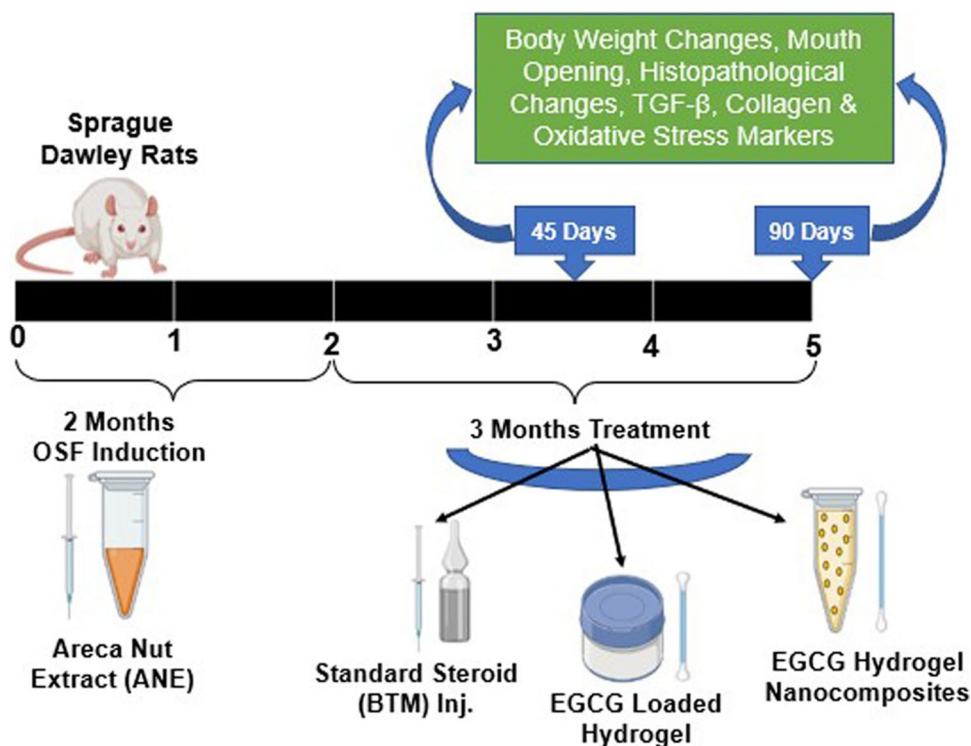 Body Weight Changes, Mouth
Opening, Histopathological
Changes, TGF-β, Collagen &
Oxidative Stress Markers
Sprague
Dawley Rats
45 Days
90 Days
0
1
2
3
4
5
2 Months
OSF Induction
3 Months Treatment
Areca Nut
Extract (ANE)
Standard Steroid
(BTM) Inj.
EGCG Loaded
Hydrogel
EGCG Hydrogel
Nanocomposites